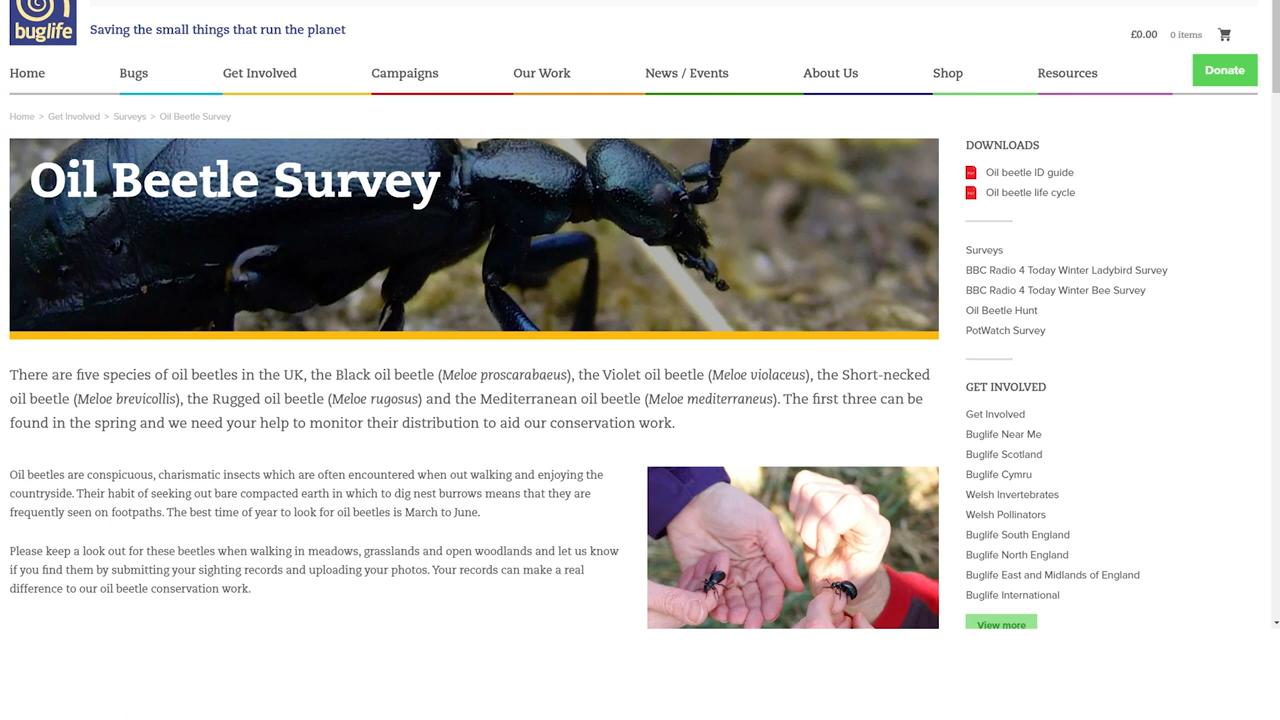 buglife
Saving the small things that run the planet
£0.00 0 items
Home Bugs Get Involved Campaigns Our Work News / Events About Us Shop Resources Donate
Home > Get Involved > Surveys > Oil Beetle Survey
Oil Beetle Survey
There are five species of oil beetles in the UK, the Black oil beetle (Meloe proscarabaeus), the Violet oil beetle (Meloe violaceus), the Short-necked
oil beetle (Meloe brevicollis), the Rugged oil beetle (Meloe rugosus) and the Mediterranean oil beetle (Meloe mediterraneus). The first three can be
found in the spring and we need your help to monitor their distribution to aid our conservation work.
Oil beetles are conspicuous, charismatic insects which are often encountered when out walking and enjoying the
countryside. Their habit of seeking out bare compacted earth in which to dig nest burrows means that they are
frequently seen on footpaths. The best time of year to look for oil beetles is March to June.
Please keep a look out for these beetles when walking in meadows, grasslands and open woodlands and let us know
if you find them by submitting your sighting records and uploading your photos. Your records can make a real
difference to our oil beetle conservation work.
DOWNLOADS
Oil beetle ID guide
Oil beetle life cycle
Surveys
BBC Radio 4 Today Winter Ladybird Survey
BBC Radio 4 Today Winter Bee Survey
Oil Beetle Hunt
PotWatch Survey
GET INVOLVED
Get Involved
Buglife Near Me
Buglife Scotland
Buglife Cymru
Welsh Invertebrates
Welsh Pollinators
Buglife South England
Buglife North England
Buglife East and Midlands of England
Buglife International
View more